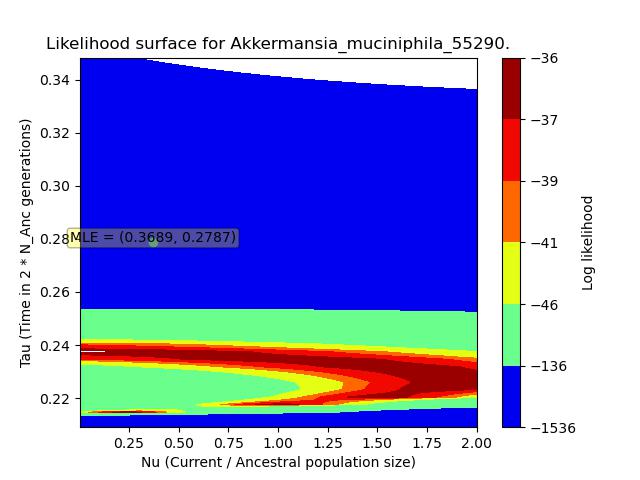 Likelihood surface for Akkermansia_muciniphila_55290.
0.34
0.32
0.30
0.28
0.26
0.24
0.22
Tau (Time in 2 * N_Anc generations)
MLE = (0.3689, 0.2787)
0.25 0.50 0.75 1.00 1.25 1.50 1.75 2.00
Nu (Current / Ancestral population size)
−36
−37
−39
−41
−46
−136
−1536
Log likelihood